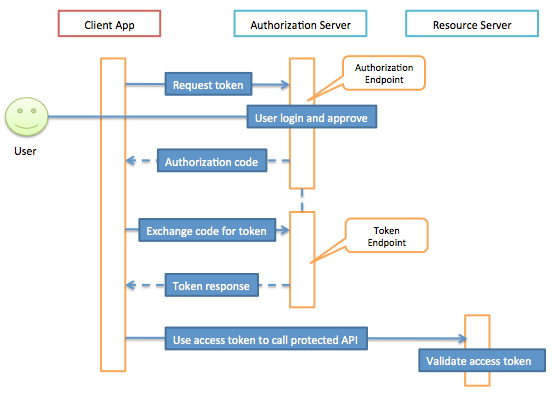 Client App
Authorization Server
Resource Server
Authorization
Endpoint
Request token
User login and approve
User
Authorization code
Exchange code for token
Token
Endpoint
Token response
Use access token to call protected API
Validate access token